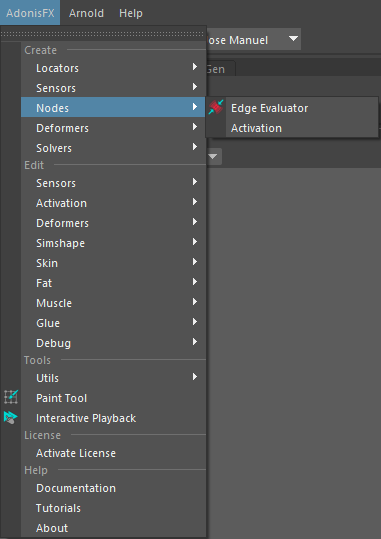 AdonisFX Arnold Help
ose Manuel
Gen
Create
Locators
Sensors
Nodes
Edge Evaluator
Activation
Deformers
Solvers
Edit
Sensors
Activation
Deformers
Simshape
Skin
Fat
Muscle
Glue
Debug
Tools
Utils
Paint Tool
Interactive Playback
License
Activate License
Help
Documentation
Tutorials
About